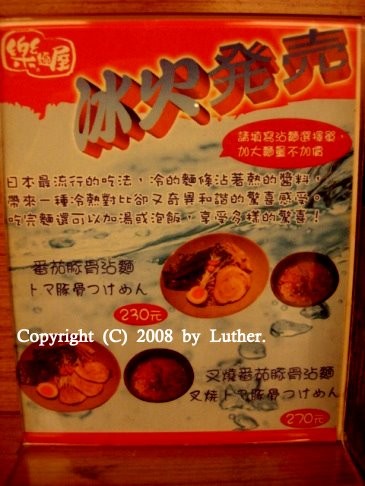 樂麵屋
冰火発売
請填寫沾麵選擇單，
加大麵量不加價
日本最流行的吃法，冷的麵條沾著熱的醬料，
帶來一種冷熱對比卻又奇異和諧的驚喜感受。
吃完麵還可以加湯或泡飯，享受多樣的驚喜！
番茄豚骨沾麵
トマ豚骨つけめん
230元
Copyright (C) 2008 by Luther.
叉燒番茄豚骨沾麵
叉焼トマ豚骨つけめん
270元